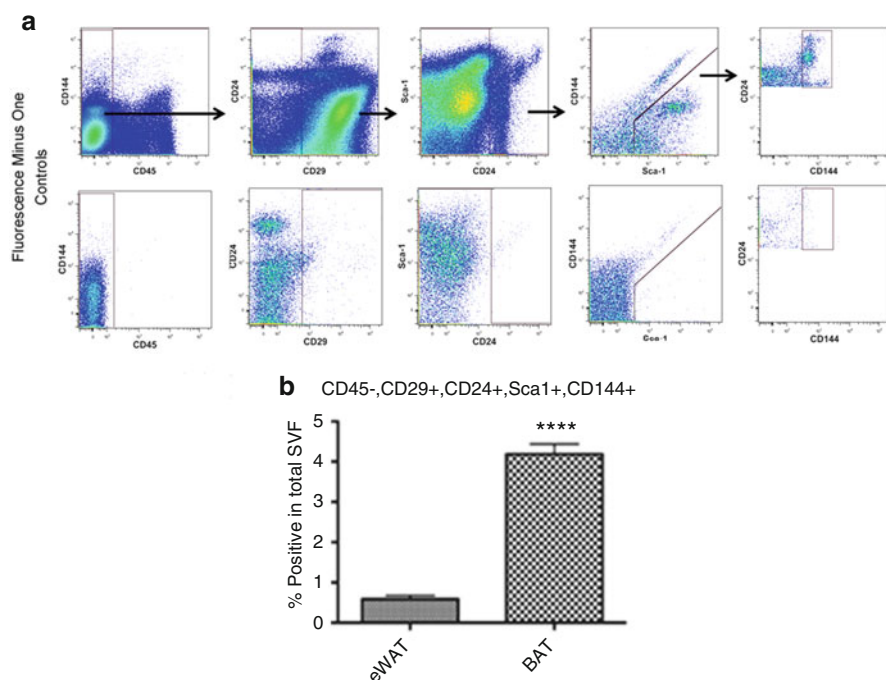 a
CD144
CD45
CD24
CD29
Sca-1
CD24
CD144
Sca-1
CD24
CD144
Fluorescence Minus One
Controls
CD144
CD45
CD24
CD29
Sca-1
CD24
CD144
Sca-1
CD24
CD144
b
CD45-,CD29+,CD24+,Sca1+,CD144+
% Positive in total SVF
5
4
3
2
1
0
****
eWAT
BAT